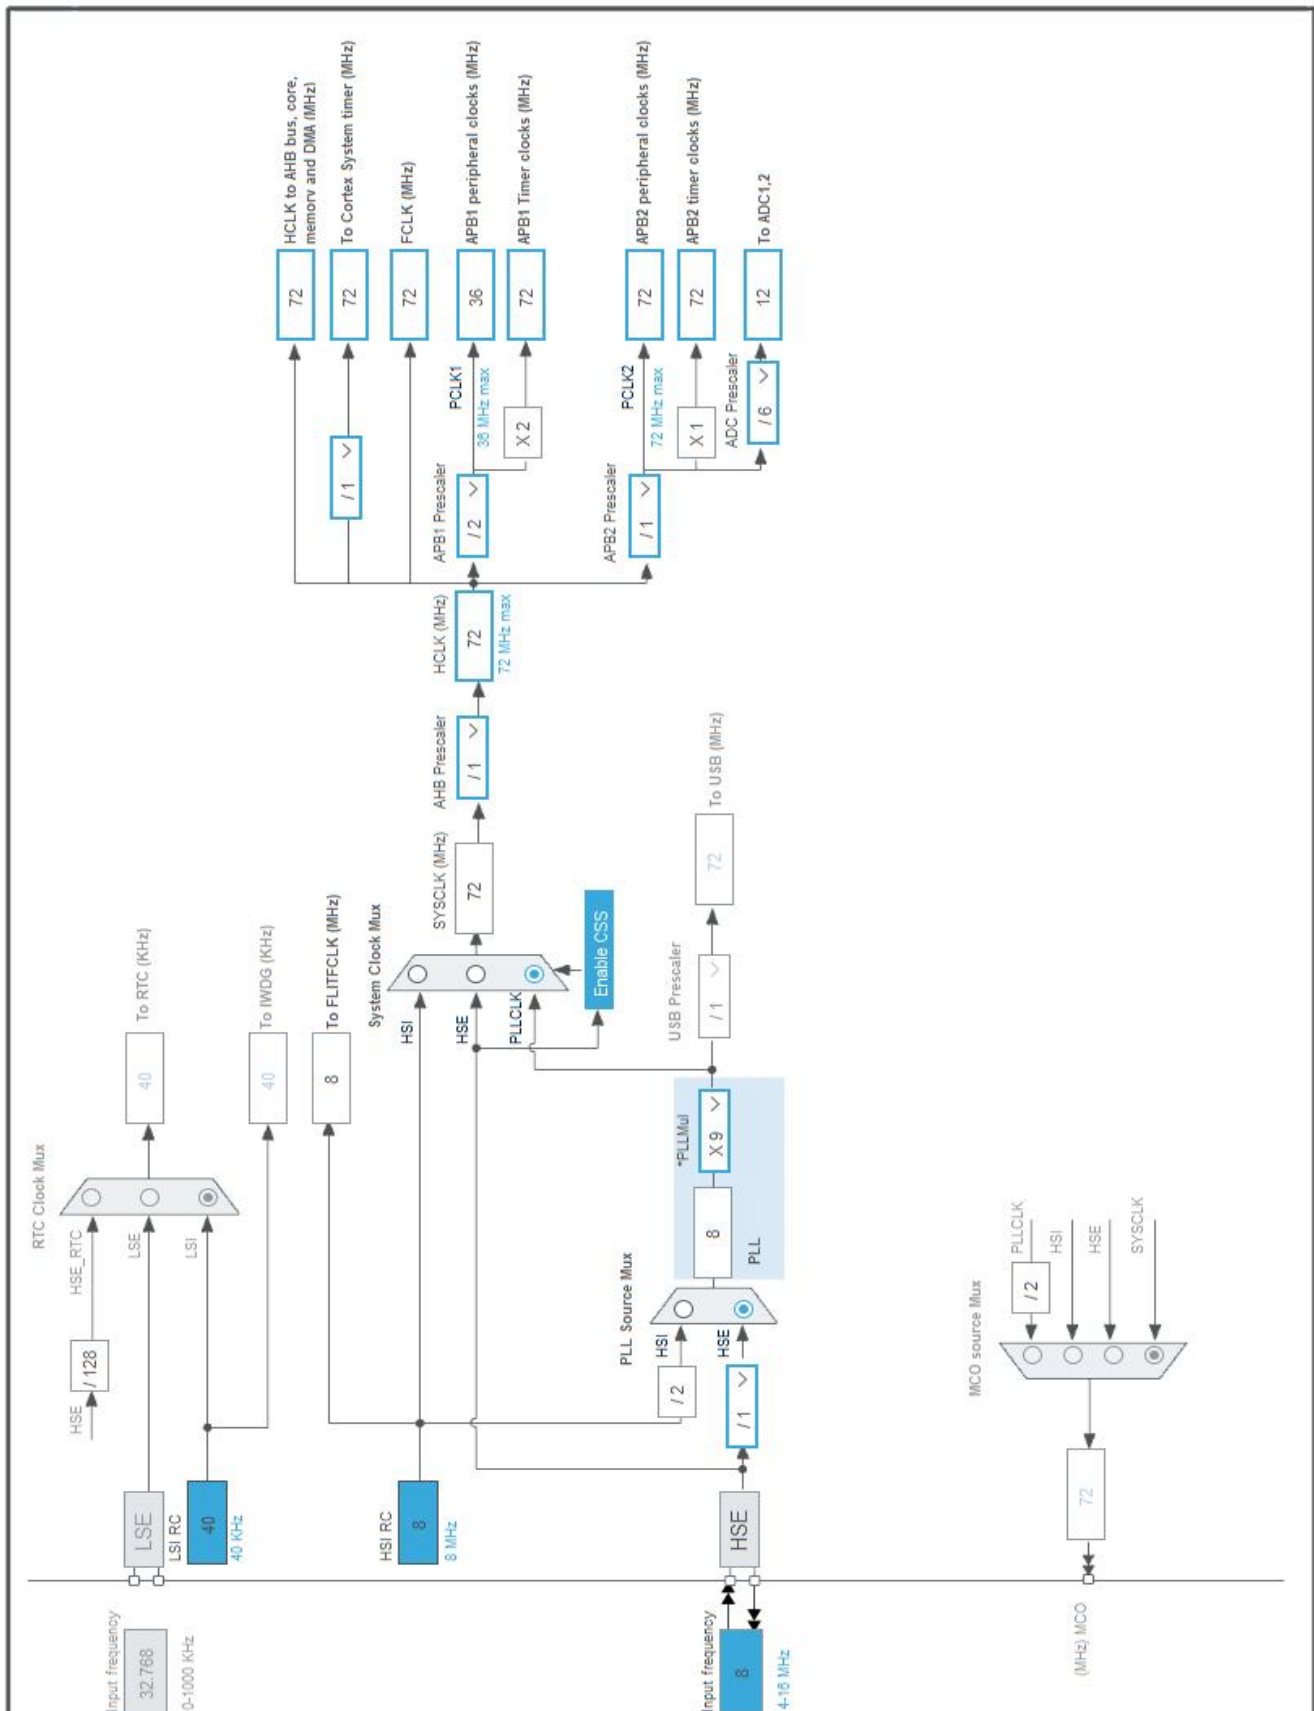 RTC Clock Mux
HSE
/ 128
HSE_RTC
Input frequency
32.768
0-1000 KHz
LSE
LSE
40
To RTC (KHz)
LSI RC
40
40 KHz
LSI
40
To IWDG (KHz)
8
To FLITFCLK (MHz)
HSI RC
8
8 MHz
System Clock Mux
HSI
HSE
PLLCLK
Enable CSS
SYSCLK (MHz)
72
AHB Prescaler
/ 1
HCLK (MHz)
72
72 MHz max
72
HCLK to AHB bus, core,
memory and DMA (MHz)
/ 1
72
To Cortex System timer (MHz)
72
FCLK (MHz)
APB1 Prescaler
/ 2
PCLK1
36 MHz max
36
APB1 peripheral clocks (MHz)
X 2
72
APB1 Timer clocks (MHz)
APB2 Prescaler
/ 1
PCLK2
72 MHz max
72
APB2 peripheral clocks (MHz)
X 1
72
APB2 timer clocks (MHz)
ADC Prescaler
/ 6
12
To ADC1,2
PLL Source Mux
HSI
/ 2
HSE
/ 1
Input frequency
8
4-16 MHz
HSE
8
PLL
*PLLMul
X 9
USB Prescaler
/ 1
72
To USB (MHz)
MCO source Mux
PLLCLK
/ 2
HSI
HSE
SYSCLK
72
(MHz) MCO